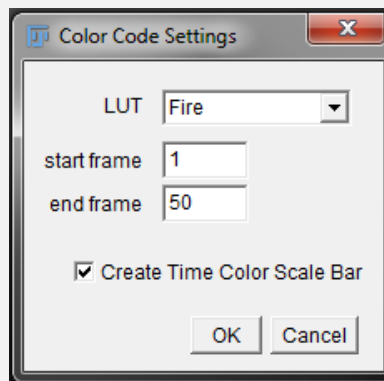 Color Code Settings
LUT Fire
start frame 1
end frame 50
Create Time Color Scale Bar
OK Cancel